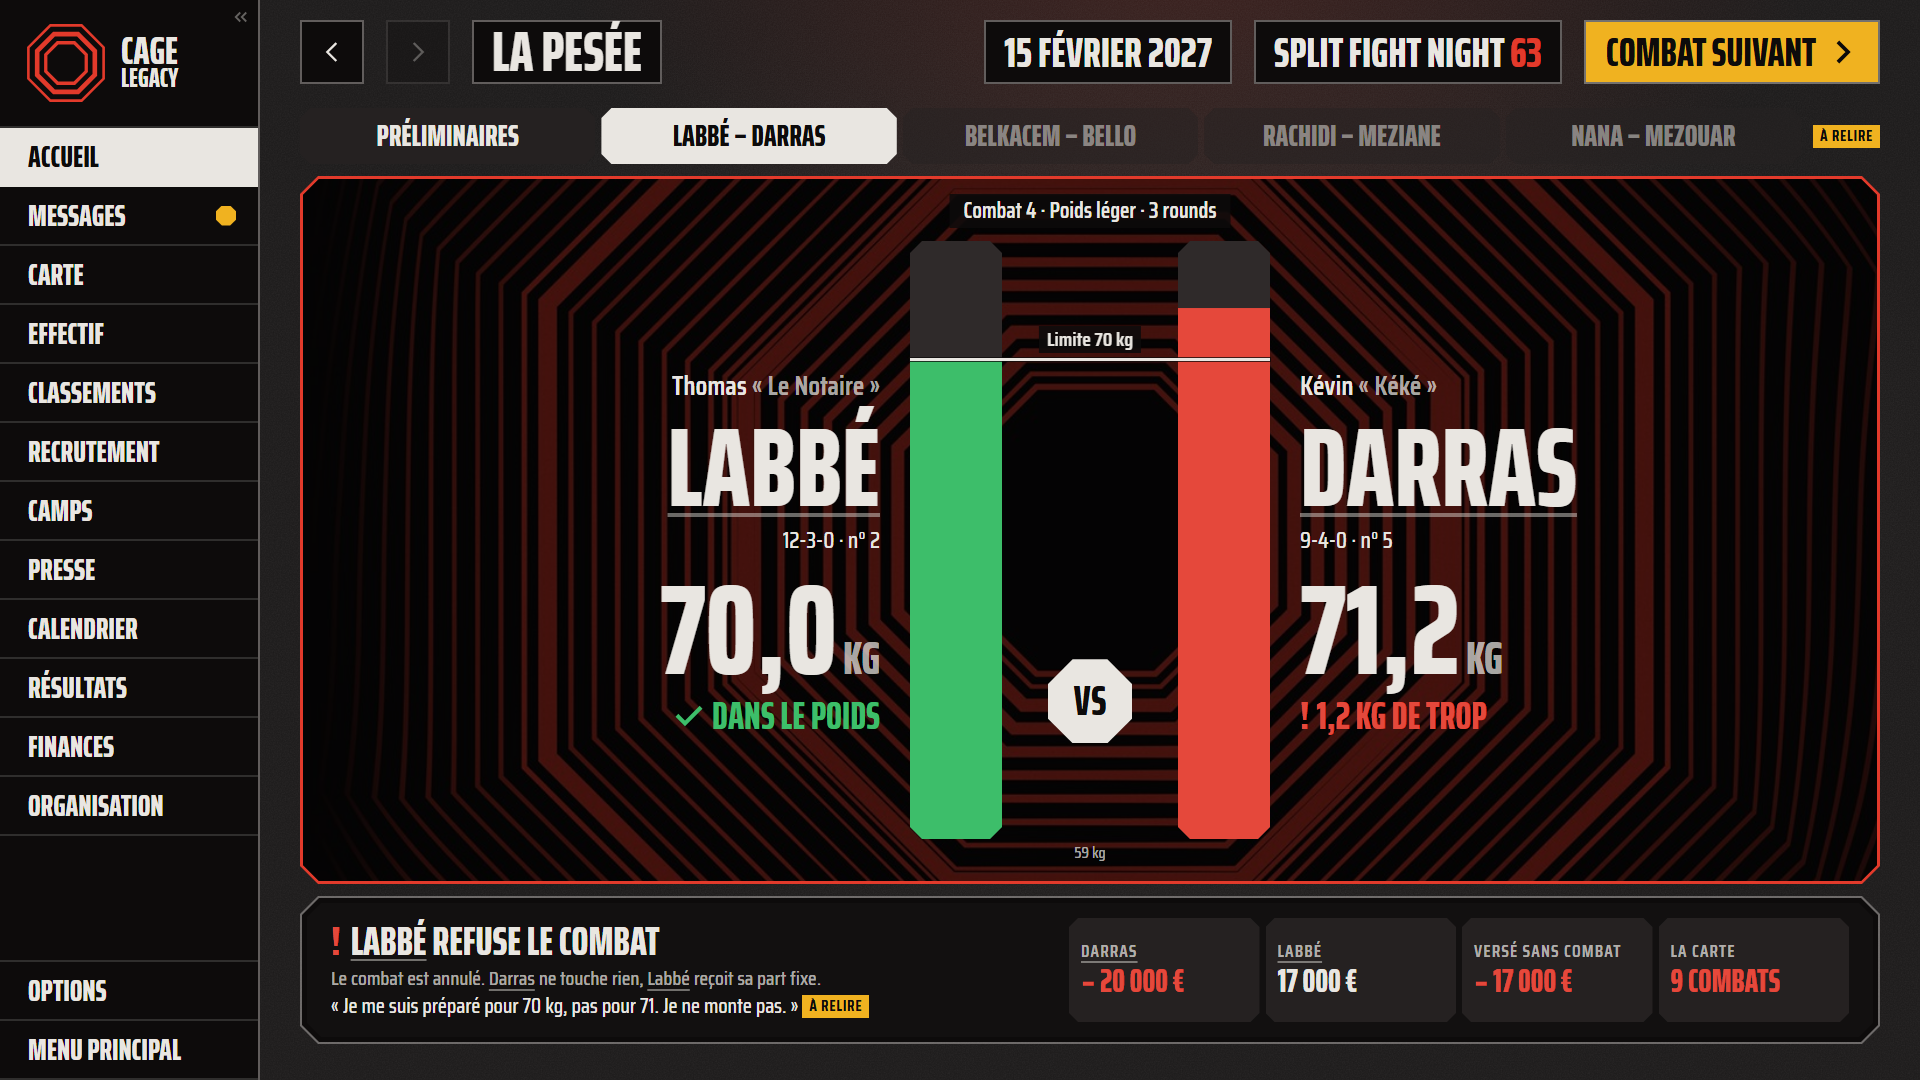 CAGE
LEGACY
«
ACCUEIL
MESSAGES
CARTE
EFFECTIF
CLASSEMENTS
RECRUTEMENT
CAMPS
PRESSE
CALENDRIER
RÉSULTATS
FINANCES
ORGANISATION
OPTIONS
MENU PRINCIPAL
LA PESÉE
15 FÉVRIER 2027
SPLIT FIGHT NIGHT 63
COMBAT SUIVANT
PRÉLIMINAIRES
LABBÉ – DARRAS
BELKACEM – BELLO
RACHIDI – MEZIANE
NANA – MEZOUAR
À RELIRE
Combat 4 · Poids léger · 3 rounds
Limite 70 kg
Thomas « Le Notaire »
LABBÉ
12-3-0 · n° 2
70,0 KG
DANS LE POIDS
VS
59 kg
Kévin « Kéké »
DARRAS
9-4-0 · n° 5
71,2 KG
! 1,2 KG DE TROP
! LABBÉ REFUSE LE COMBAT
Le combat est annulé. Darras ne touche rien, Labbé reçoit sa part fixe.
« Je me suis préparé pour 70 kg, pas pour 71. Je ne monte pas. » À RELIRE
DARRAS
– 20 000 €
LABBÉ
17 000 €
VERSÉ SANS COMBAT
– 17 000 €
LA CARTE
9 COMBATS